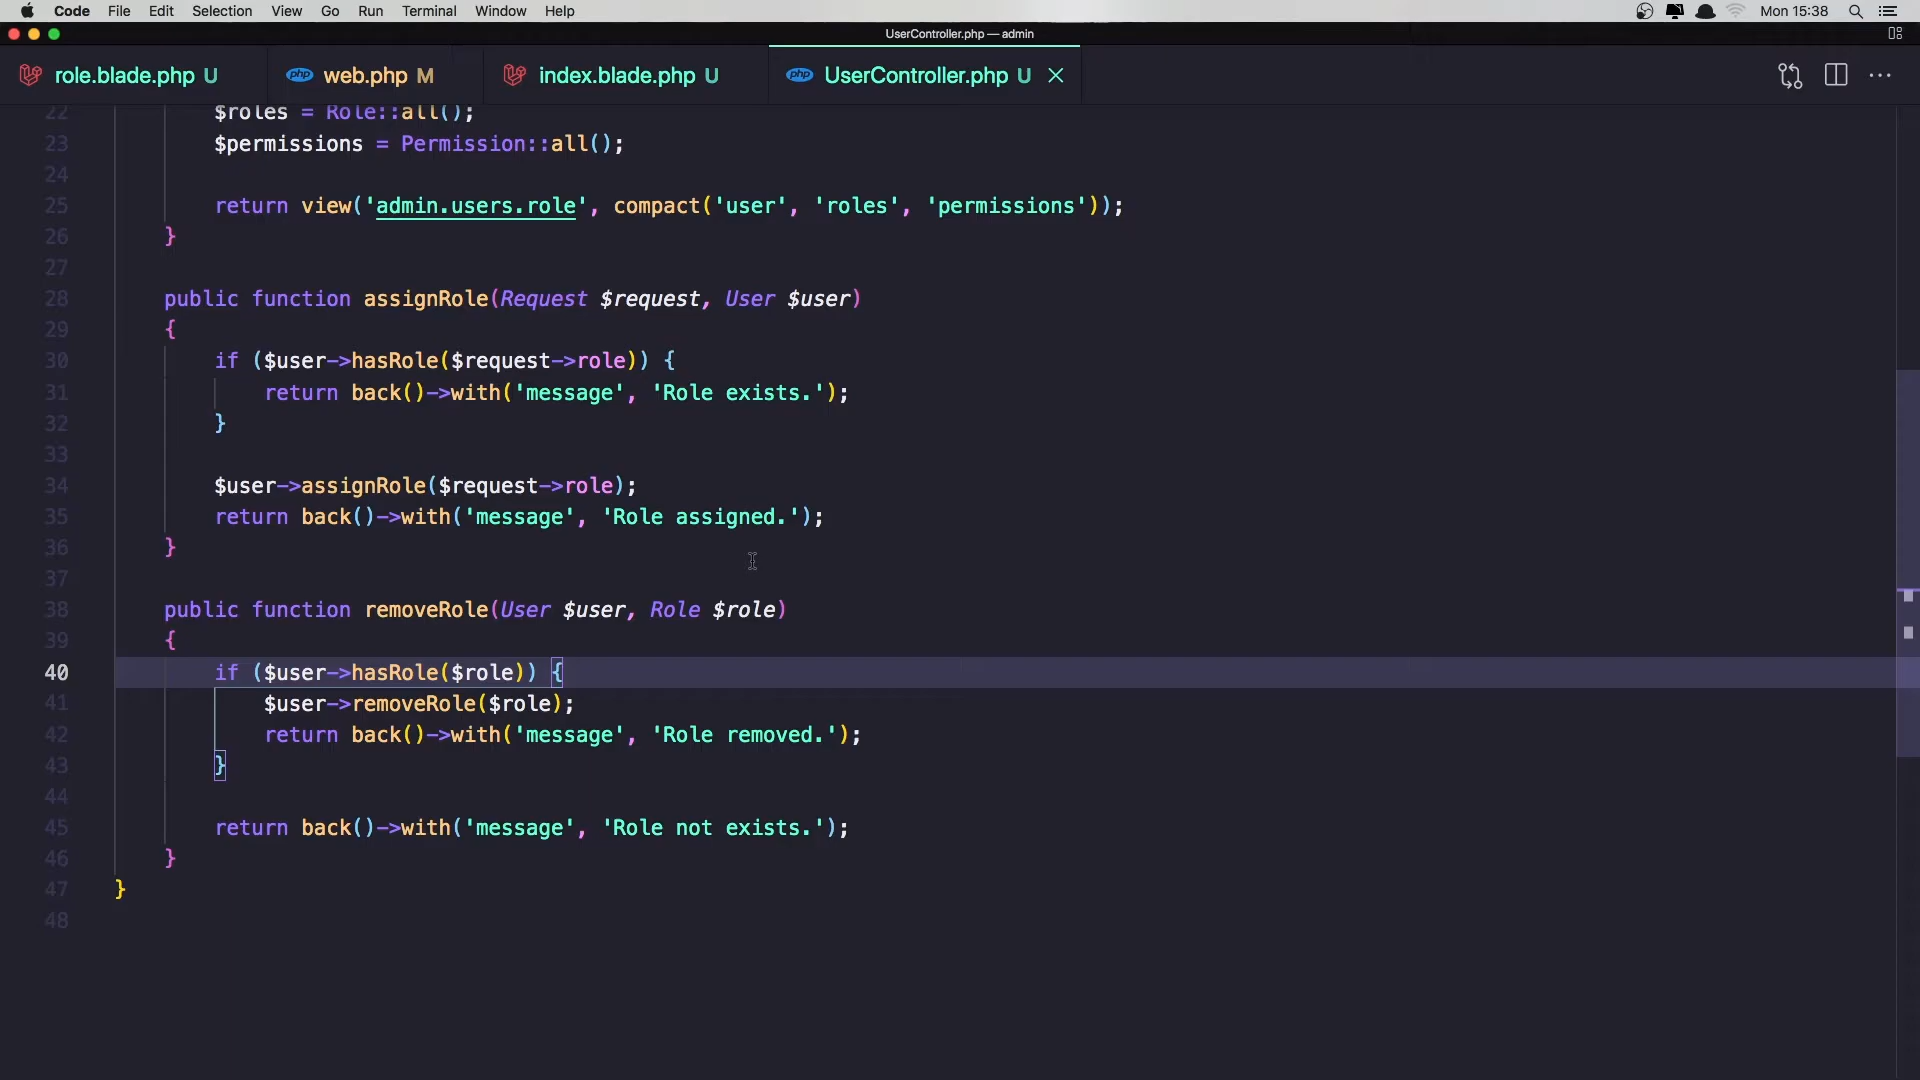 Code File Edit Selection View Go Run Terminal Window Help Mon 15:38
UserController.php — admin
role.blade.php U php web.php M index.blade.php U php UserController.php U
22 $roles = Role::all();
23 $permissions = Permission::all();
24
25 return view('admin.users.role', compact('user', 'roles', 'permissions'));
26 }
27
28 public function assignRole(Request $request, User $user)
29 {
30 if ($user->hasRole($request->role)) {
31 return back()->with('message', 'Role exists.');
32 }
33
34 $user->assignRole($request->role);
35 return back()->with('message', 'Role assigned.');
36 }
37
38 public function removeRole(User $user, Role $role)
39 {
40 if ($user->hasRole($role)) {
41 $user->removeRole($role);
42 return back()->with('message', 'Role removed.');
43 }
44
45 return back()->with('message', 'Role not exists.');
46 }
47 }
48